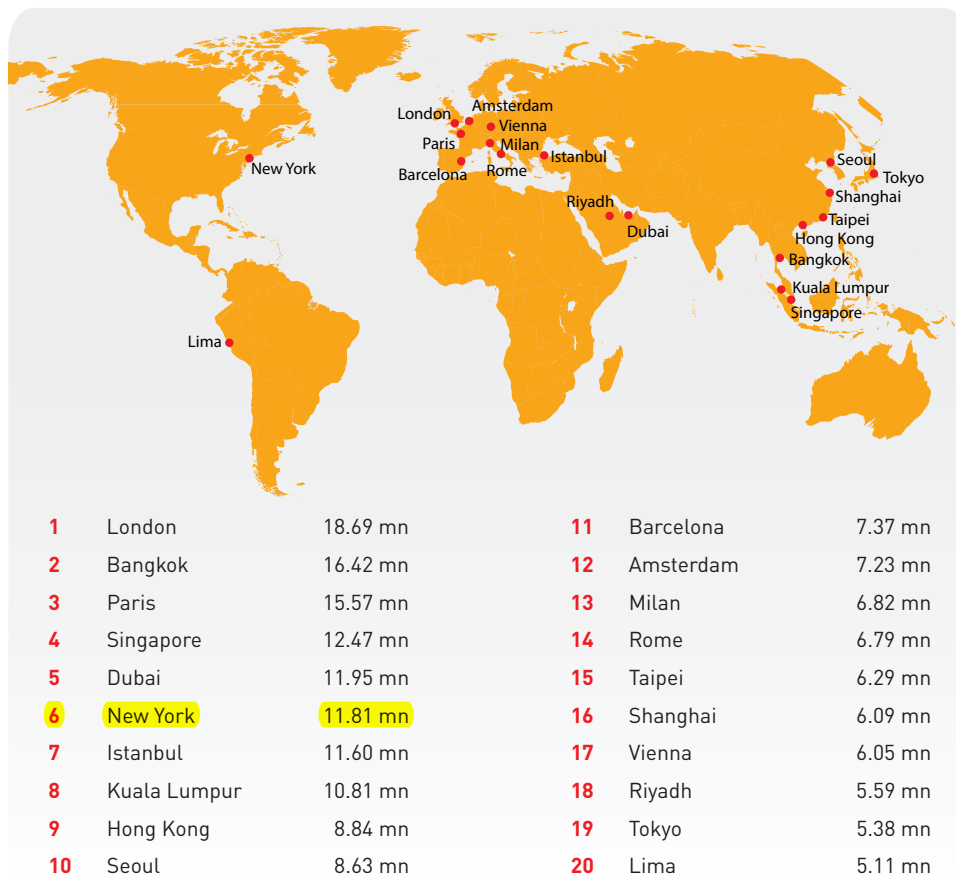 London
Amsterdam
Vienna
Paris
Milan
Istanbul
Barcelona
Rome
New York
Seoul
Tokyo
Shanghai
Riyadh
Dubai
Taipei
Hong Kong
Bangkok
Kuala Lumpur
Singapore
Lima
1 London 18.69 mn
2 Bangkok 16.42 mn
3 Paris 15.57 mn
4 Singapore 12.47 mn
5 Dubai 11.95 mn
6 New York 11.81 mn
7 Istanbul 11.60 mn
8 Kuala Lumpur 10.81 mn
9 Hong Kong 8.84 mn
10 Seoul 8.63 mn
11 Barcelona 7.37 mn
12 Amsterdam 7.23 mn
13 Milan 6.82 mn
14 Rome 6.79 mn
15 Taipei 6.29 mn
16 Shanghai 6.09 mn
17 Vienna 6.05 mn
18 Riyadh 5.59 mn
19 Tokyo 5.38 mn
20 Lima 5.11 mn